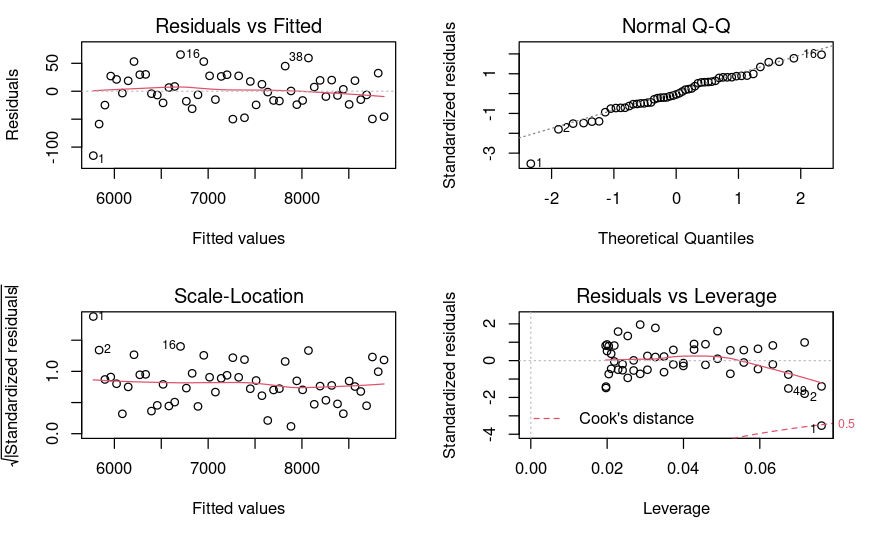 Residuals vs Fitted
Residuals
50
0
-100
16
38
1
6000 7000 8000
Fitted values
Normal Q-Q
Standardized residuals
1
-1
-3
16
2
1
-2 -1 0 1 2
Theoretical Quantiles
Scale-Location
√|Standardized residuals|
1.0
0.0
1
2
16
6000 7000 8000
Fitted values
Residuals vs Leverage
Standardized residuals
2
0
-2
-4
49
2
1
0.5
Cook's distance
0.00 0.02 0.04 0.06
Leverage